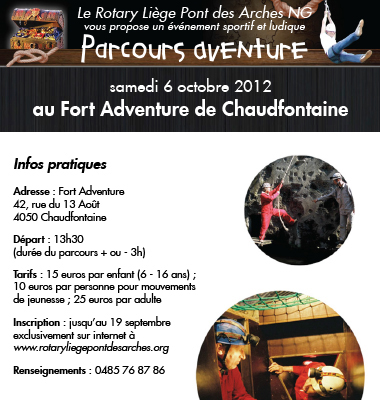 Le Rotary Liège Pont des Arches NG
vous propose un événement sportif et ludique
Parcours aventure
samedi 6 octobre 2012
au Fort Adventure de Chaudfontaine
Infos pratiques
Adresse : Fort Adventure
42, rue du 13 Août
4050 Chaudfontaine
Départ : 13h30
(durée du parcours + ou - 3h)
Tarifs : 15 euros par enfant (6 - 16 ans) ;
10 euros par personne pour mouvements
de jeunesse ; 25 euros par adulte
Inscription : jusqu'au 19 septembre
exclusivement sur internet à
www.rotaryliegepontdesarches.org
Renseignements : 0485 76 87 86